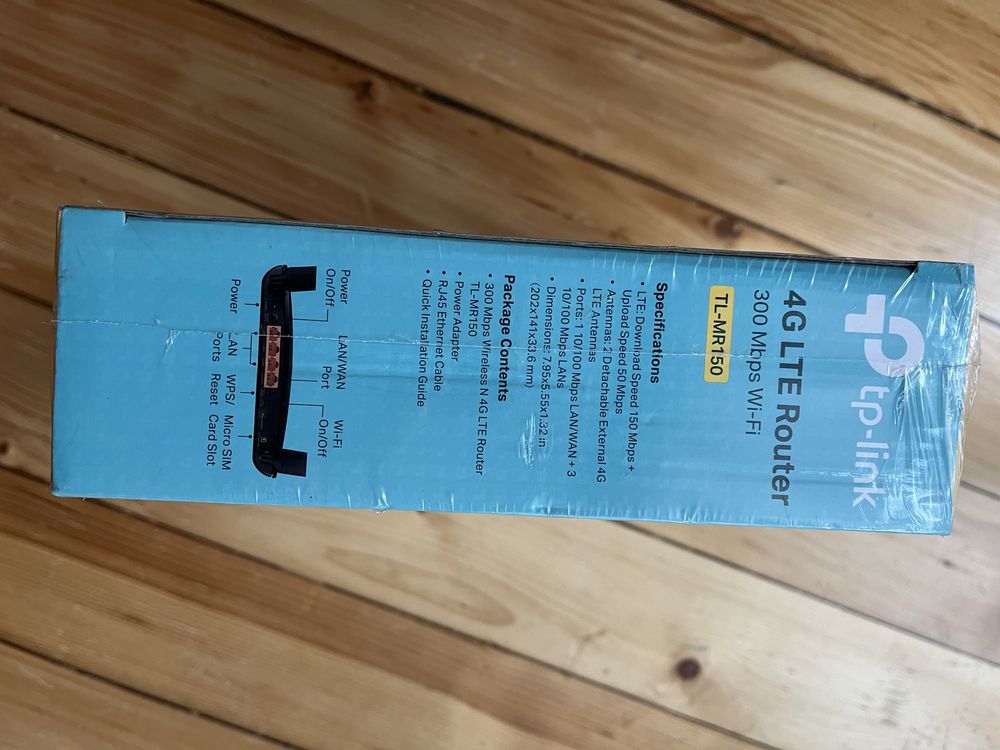 tp-link
4G LTE Router
300 Mbps Wi-Fi
TL-MR150
Specifications
• LTE: Download Speed 150 Mbps +
Upload Speed 50 Mbps
• Antennas: 2 Detachable External 4G
LTE Antennas
• Ports: 1 10/100 Mbps LAN/WAN + 3
10/100 Mbps LANs
• Dimensions: 7.95x5.55x1.32 in
(202x141x33.6 mm)
Package Contents
• 300 Mbps Wireless N 4G LTE Router
TL-MR150
• Power Adapter
• RJ45 Ethernet Cable
• Quick Installation Guide
Power
On/Off
LAN/WAN
Port
Wi-Fi
On/Off
Power
LAN
Ports
WPS/
Reset
Micro SIM
Card Slot